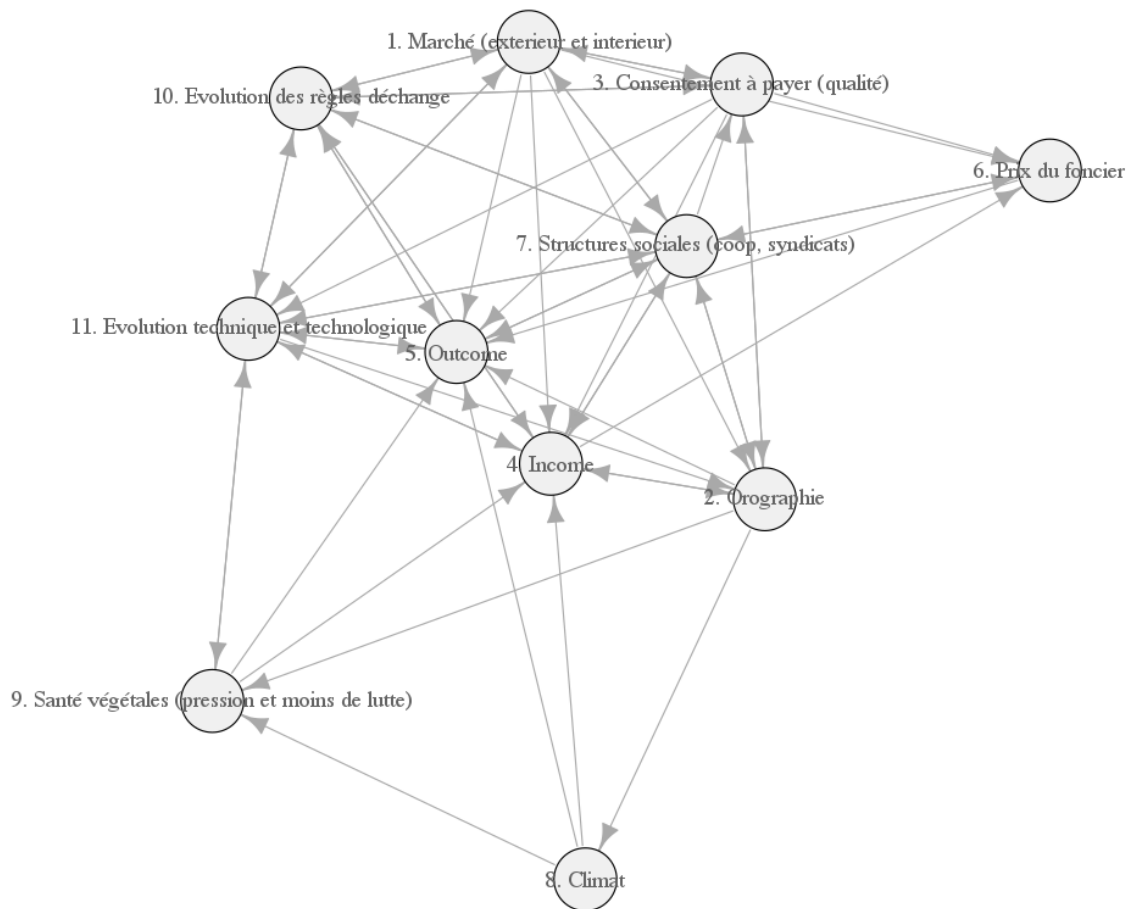 1. Marché (exterieur et interieur)
3. Consentement à payer (qualité)
10. Evolution des règles déchange
6. Prix du foncier
7. Structures sociales (coop, syndicats)
11. Evolution technique et technologique
5. Outcome
4. Income
2. Orographie
9. Santé végétales (pression et moins de lutte)
8. Climat